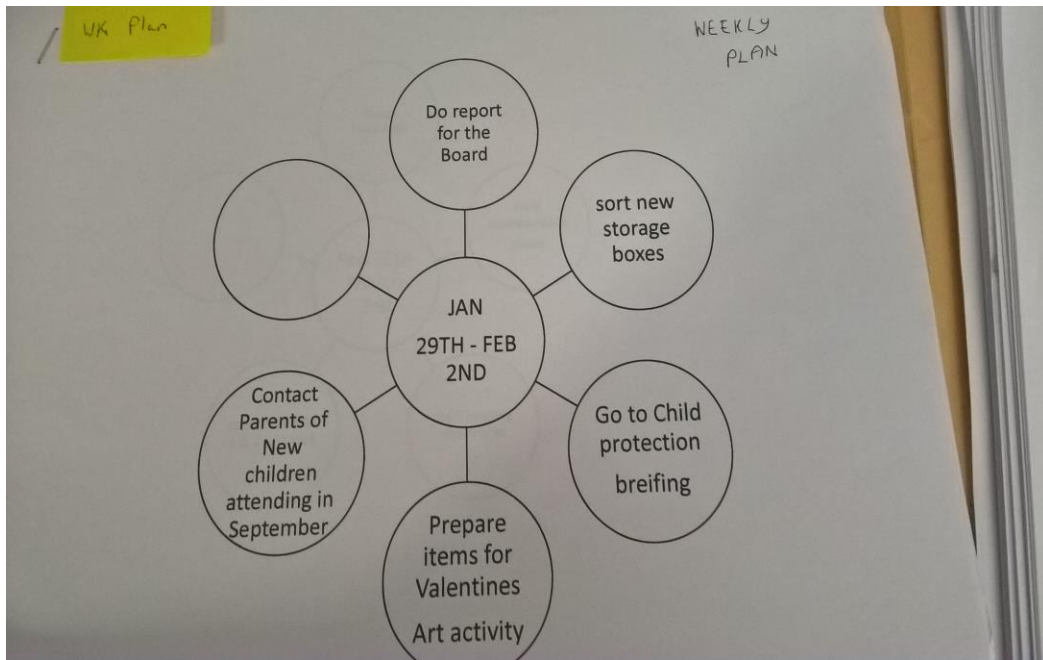 WK Plan
WEEKLY
PLAN
Do report
for the
Board
sort new
storage
boxes
JAN
29TH - FEB
2ND
Go to Child
protection
breifing
Contact
Parents of
New
children
attending in
September
Prepare
items for
Valentines
Art activity